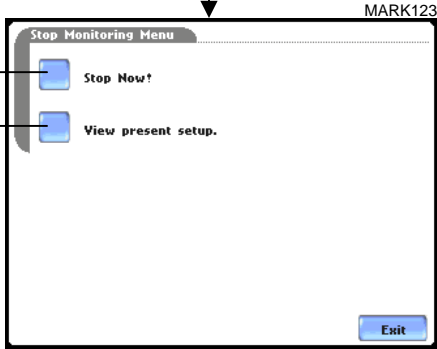 MARK123
Stop Monitoring Menu
Stop Now!
View present setup.
Exit